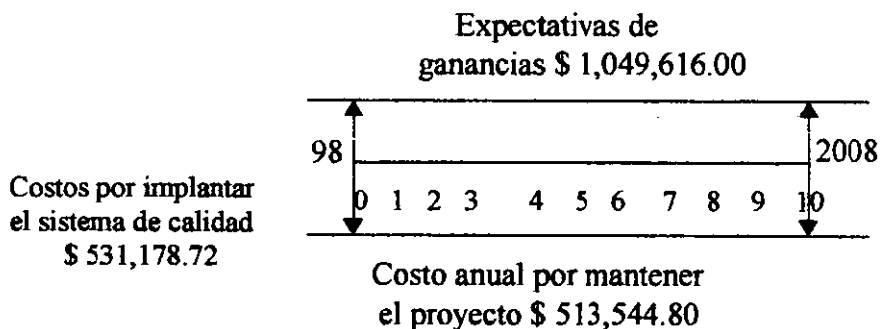 Expectativas de
ganancias $ 1,049,616.00
98
2008
Costos por implantar
el sistema de calidad
$ 531,178.72
0 1 2 3 4 5 6 7 8 9 10
Costo anual por mantener
el proyecto $ 513,544.80